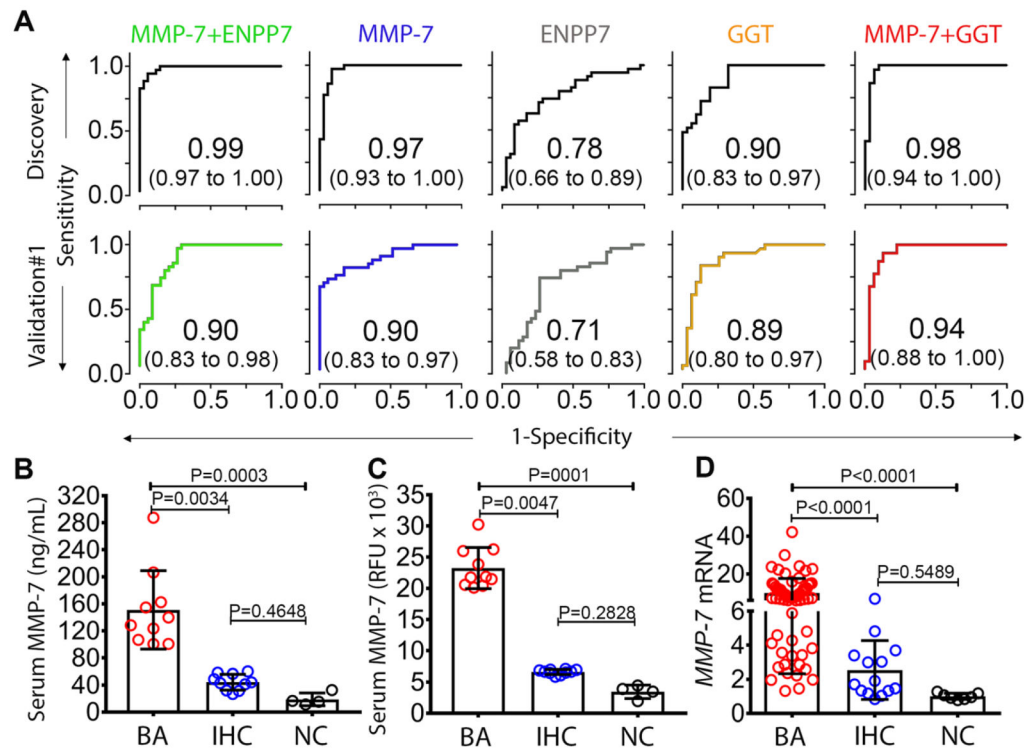 A
MMP-7+ENPP7 MMP-7 ENPP7 GGT MMP-7+GGT
Discovery
Sensitivity
Validation#1
1.0
0.5
0.0
0.99 0.97 0.78 0.90 0.98
(0.97 to 1.00) (0.93 to 1.00) (0.66 to 0.89) (0.83 to 0.97) (0.94 to 1.00)
1.0
0.5
0.0
0.90 0.90 0.71 0.89 0.94
(0.83 to 0.98) (0.83 to 0.97) (0.58 to 0.83) (0.80 to 0.97) (0.88 to 1.00)
0.0 0.5 1.0 0.0 0.5 1.0 0.0 0.5 1.0 0.0 0.5 1.0 0.0 0.5 1.0
1-Specificity
B
P=0.0003
P=0.0034
P=0.4648
Serum MMP-7 (ng/mL)
320
280
240
200
160
120
80
40
0
BA IHC NC
C
P=0001
P=0.0047
P=0.2828
Serum MMP-7 (RFU x 10³)
35
30
25
20
15
10
5
0
BA IHC NC
D
P<0.0001
P<0.0001
P=0.5489
MMP-7 mRNA
60
40
20
6
4
2
0
BA IHC NC